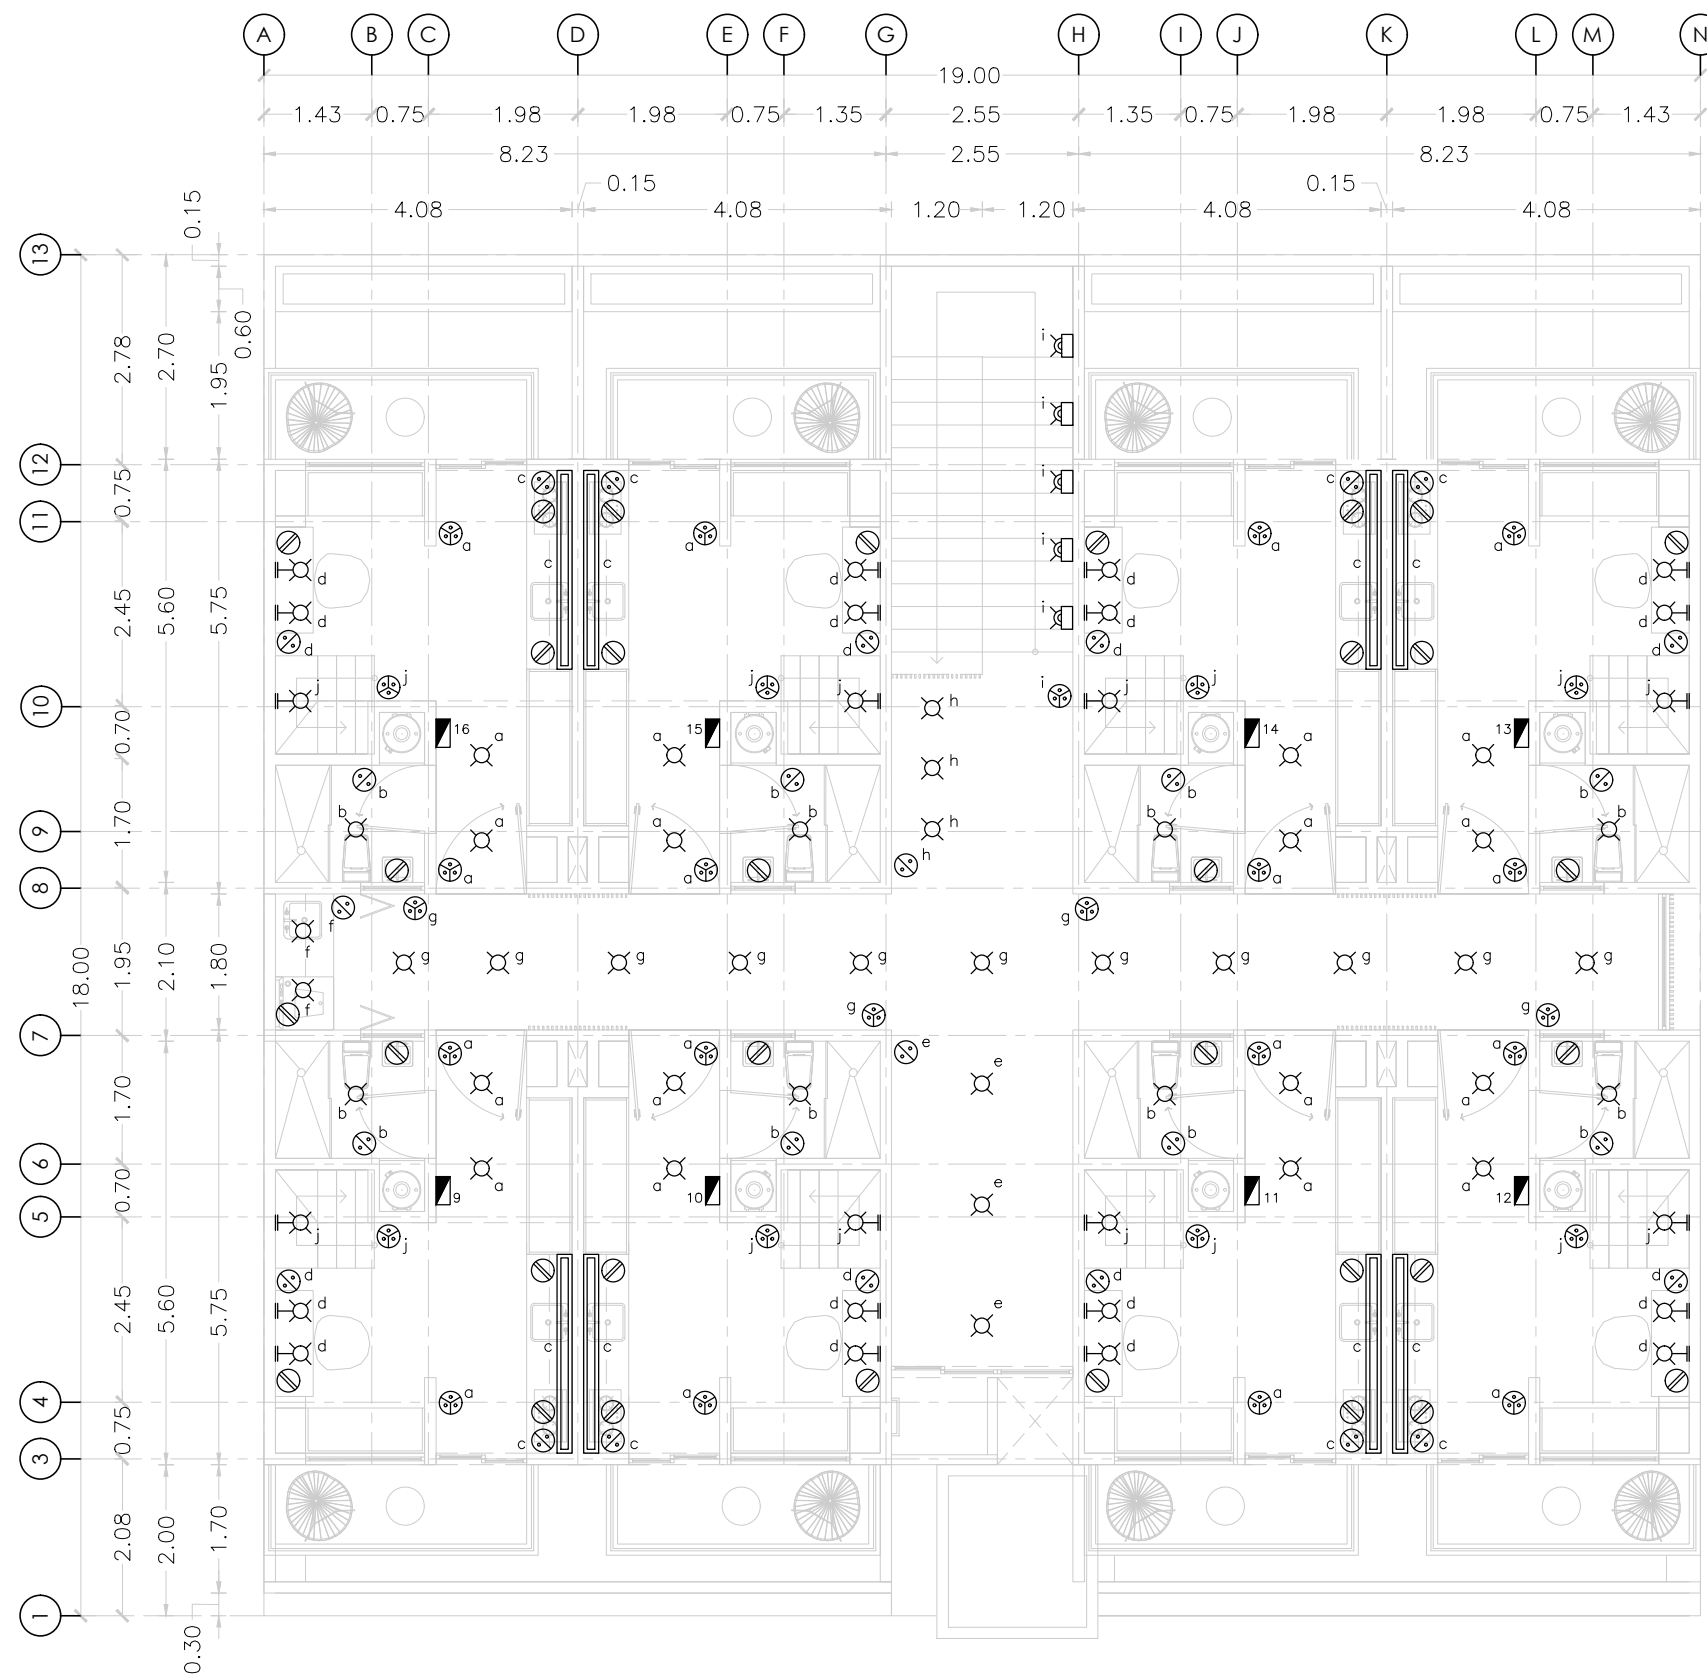 A B C D E F G H I J K L M N
19.00
1.43 0.75 1.98 1.98 0.75 1.35 2.55 1.35 0.75 1.98 1.98 0.75 1.43
8.23 2.55 8.23
0.15 0.15
4.08 4.08 1.20 1.20 4.08 4.08
0.15
13
0.60
2.78 2.70 1.95
i
i
12
c c i c c
0.75
11
a a i a a
c c c c
d d d d
2.45 5.60 5.75
d d i d d
d d d d
j j j j j j i j j j j
10
16 15 h 14 13
0.70
a a a a
h
b b b b
1.70
9
b a a b h b a a b
h
a a a a
8
f g g
f
18.00 1.95 2.10 1.80
g g g g g g g g g g g
f
g g
7
a a e a a
a a e a a
1.70
b b b b
b b b b
6
a a a a
0.70
9 10 e 11 12
5
j j j j j j j j
d d d d
2.45 5.60 5.75
d d e d d
d c c d d c c d
4
a a a a
0.75
c c c c
3
2.08 2.00 1.70
1
0.30